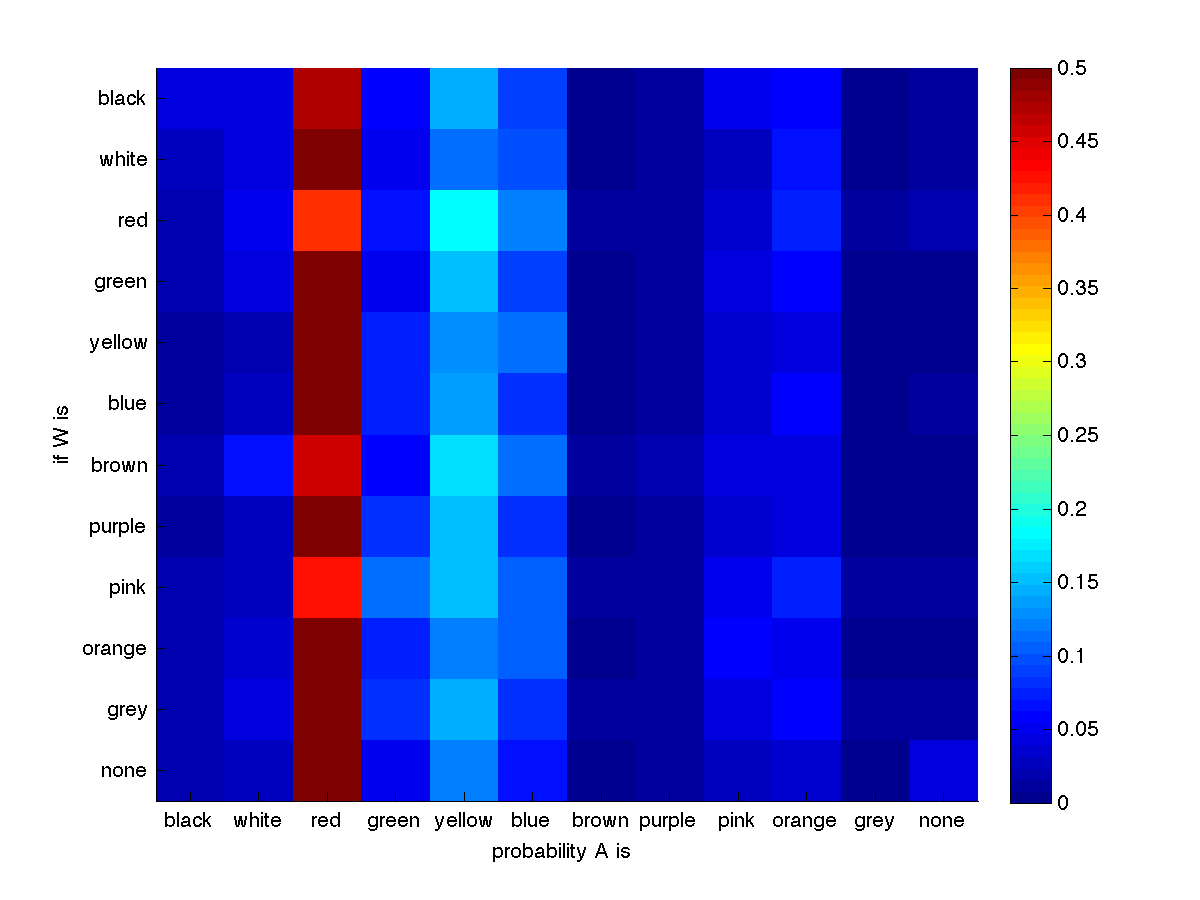 black
white
red
green
yellow
blue
brown
purple
pink
orange
grey
none
if W is
black white red green yellow blue brown purple pink orange grey none
probability A is
0.5
0.45
0.4
0.35
0.3
0.25
0.2
0.15
0.1
0.05
0